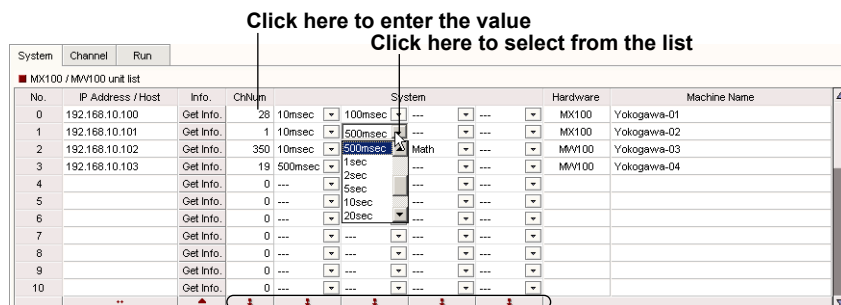 Click here to enter the value
Click here to select from the list
System Channel Run
MX100 / MW100 unit list
No. IP Address / Host Info. ChNum System Hardware Machine Name
0 192.168.10.100 Get Info. 28 10msec 100msec --- --- MX100 Yokogawa-01
1 192.168.10.101 Get Info. 1 10msec 500msec --- --- MX100 Yokogawa-02
2 192.168.10.102 Get Info. 350 10msec 500msec Math --- MW100 Yokogawa-03
3 192.168.10.103 Get Info. 19 500msec 1sec --- --- MW100 Yokogawa-04
2sec
4 Get Info. 0 --- 5sec --- ---
5 Get Info. 0 --- 10sec --- ---
6 Get Info. 0 --- 20sec --- ---
7 Get Info. 0 --- --- --- ---
8 Get Info. 0 --- --- --- ---
9 Get Info. 0 --- --- --- ---
10 Get Info. 0 --- --- --- ---